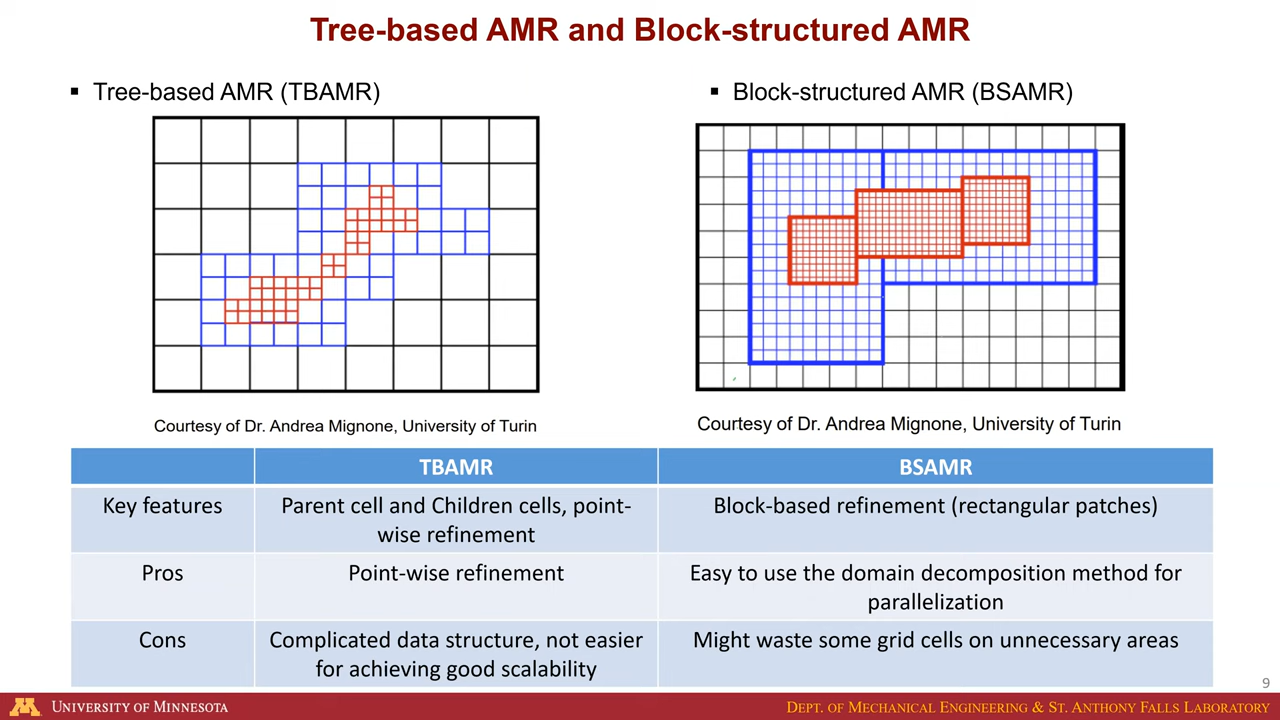 Tree-based AMR and Block-structured AMR
▪ Tree-based AMR (TBAMR)
▪ Block-structured AMR (BSAMR)
Courtesy of Dr. Andrea Mignone, University of Turin
Courtesy of Dr. Andrea Mignone, University of Turin
TBAMR
BSAMR
Key features
Parent cell and Children cells, point-
wise refinement
Block-based refinement (rectangular patches)
Pros
Point-wise refinement
Easy to use the domain decomposition method for
parallelization
Cons
Complicated data structure, not easier
for achieving good scalability
Might waste some grid cells on unnecessary areas
9
M
UNIVERSITY OF MINNESOTA
DEPT. OF MECHANICAL ENGINEERING & ST. ANTHONY FALLS LABORATORY